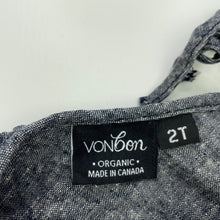 VONbon
2T
• ORGANIC •
MADE IN CANADA